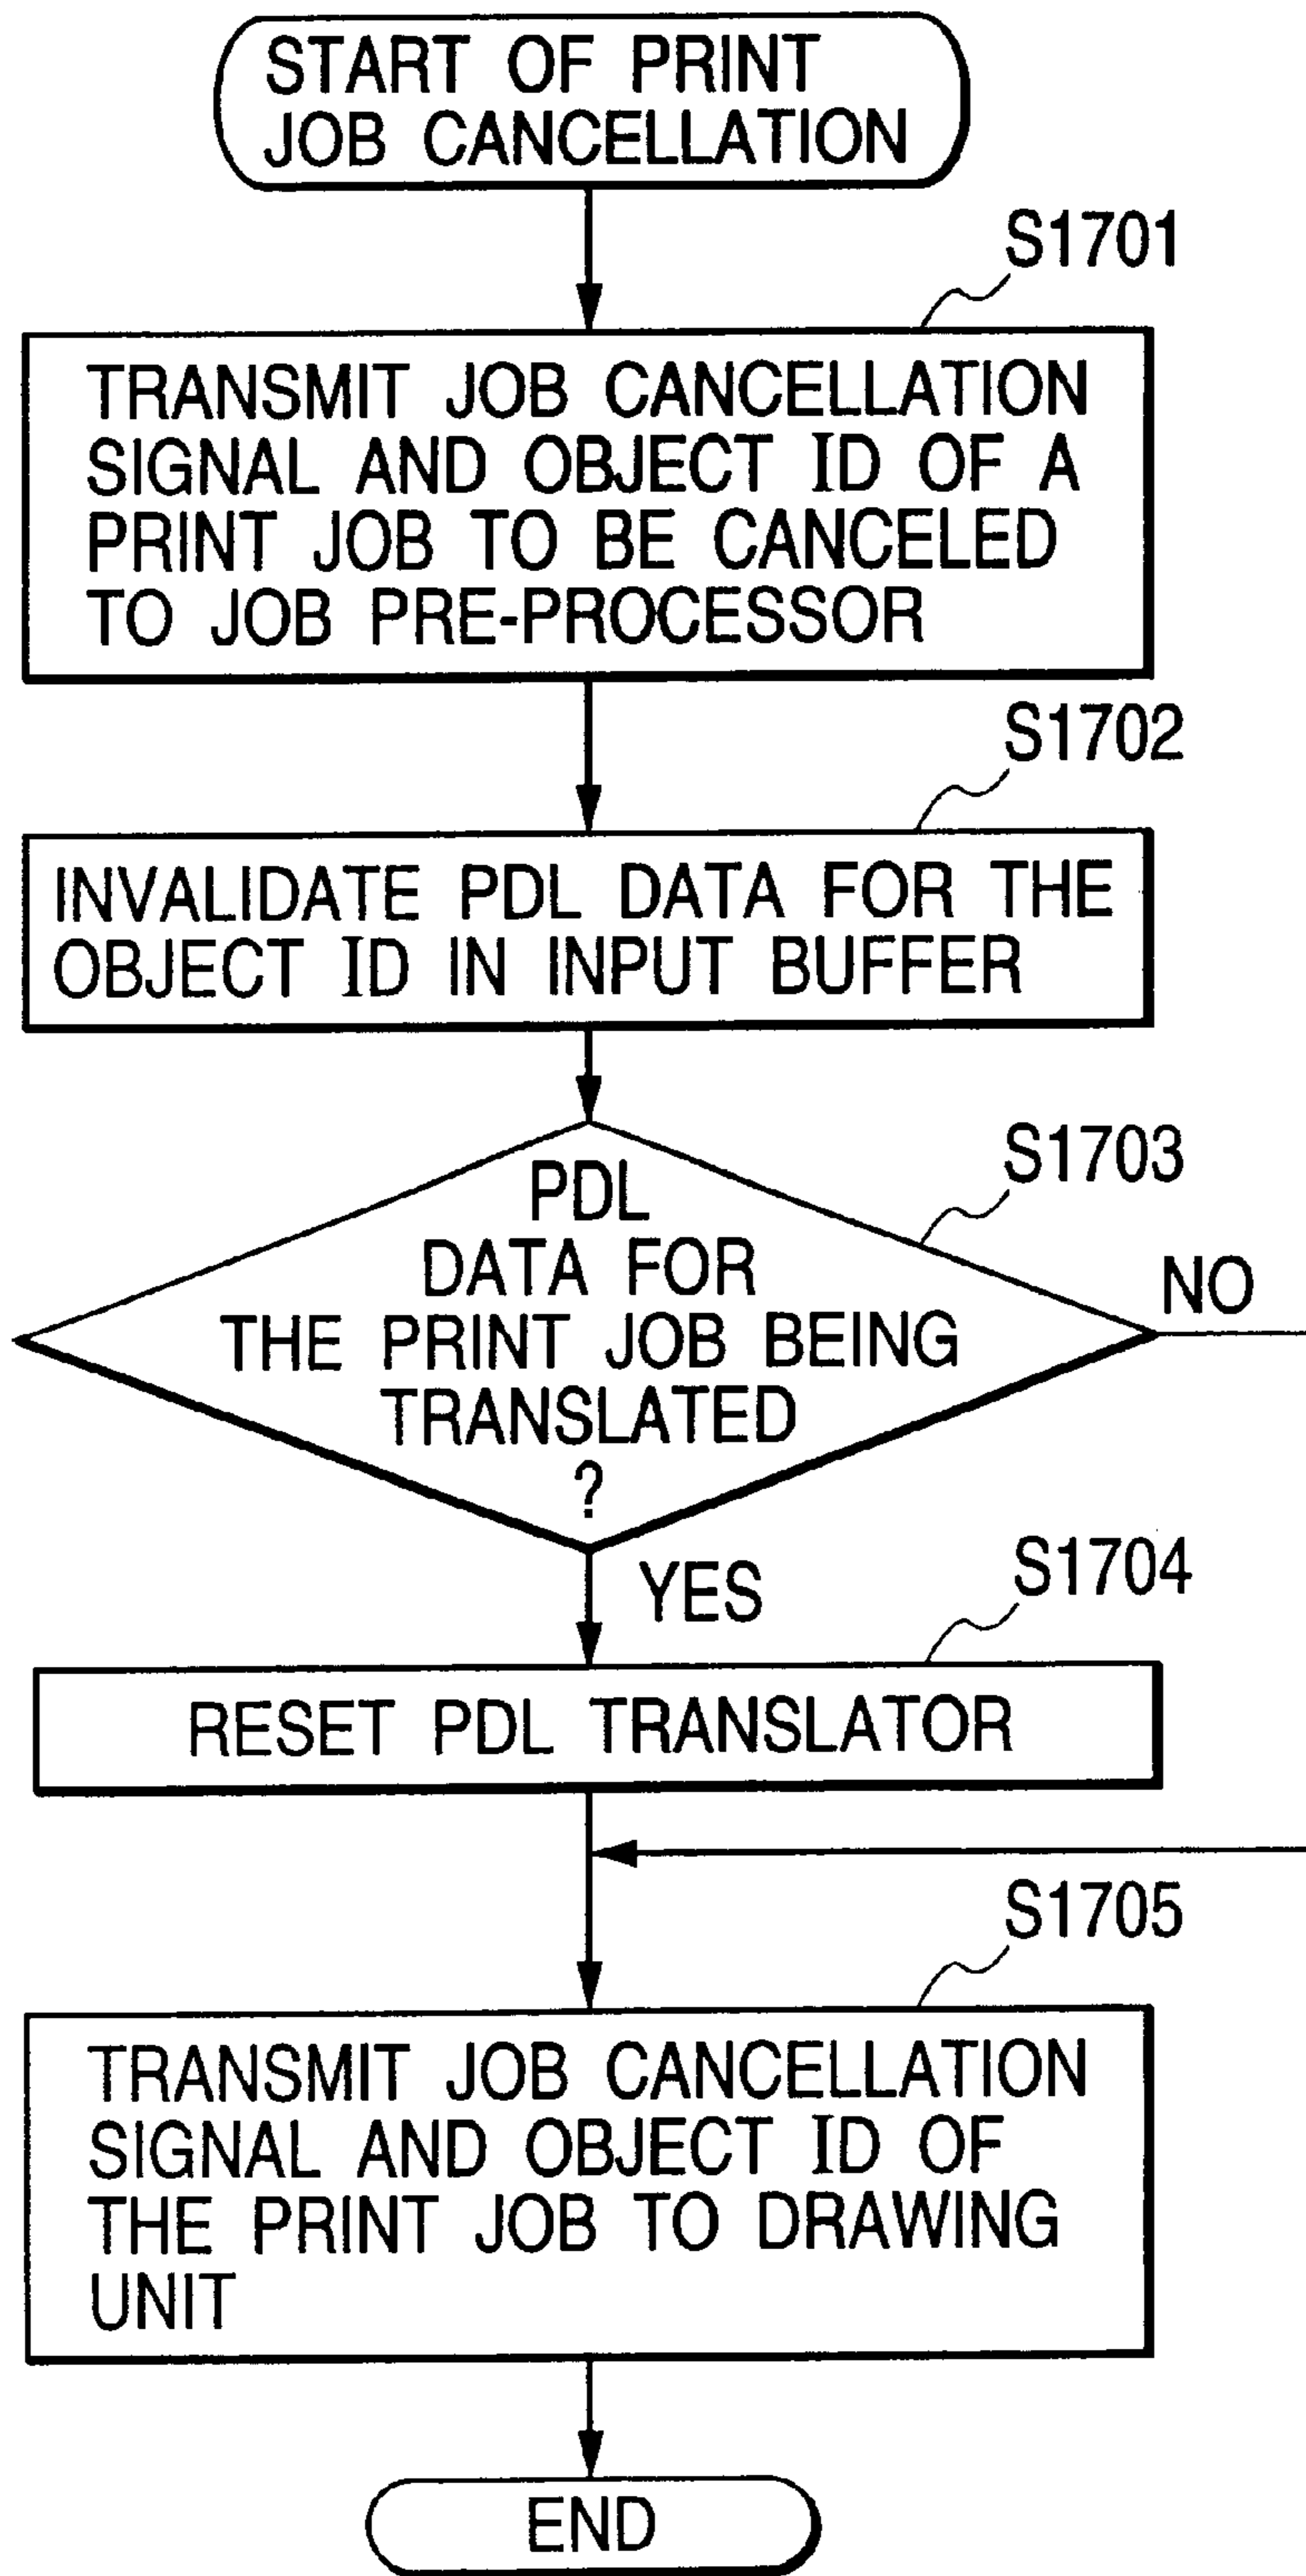 START OF PRINT
JOB CANCELLATION
S1701
TRANSMIT JOB CANCELLATION
SIGNAL AND OBJECT ID OF A
PRINT JOB TO BE CANCELED
TO JOB PRE-PROCESSOR
S1702
INVALIDATE PDL DATA FOR THE
OBJECT ID IN INPUT BUFFER
S1703
PDL
DATA FOR
THE PRINT JOB BEING
TRANSLATED
?
NO
YES
S1704
RESET PDL TRANSLATOR
S1705
TRANSMIT JOB CANCELLATION
SIGNAL AND OBJECT ID OF
THE PRINT JOB TO DRAWING
UNIT
END